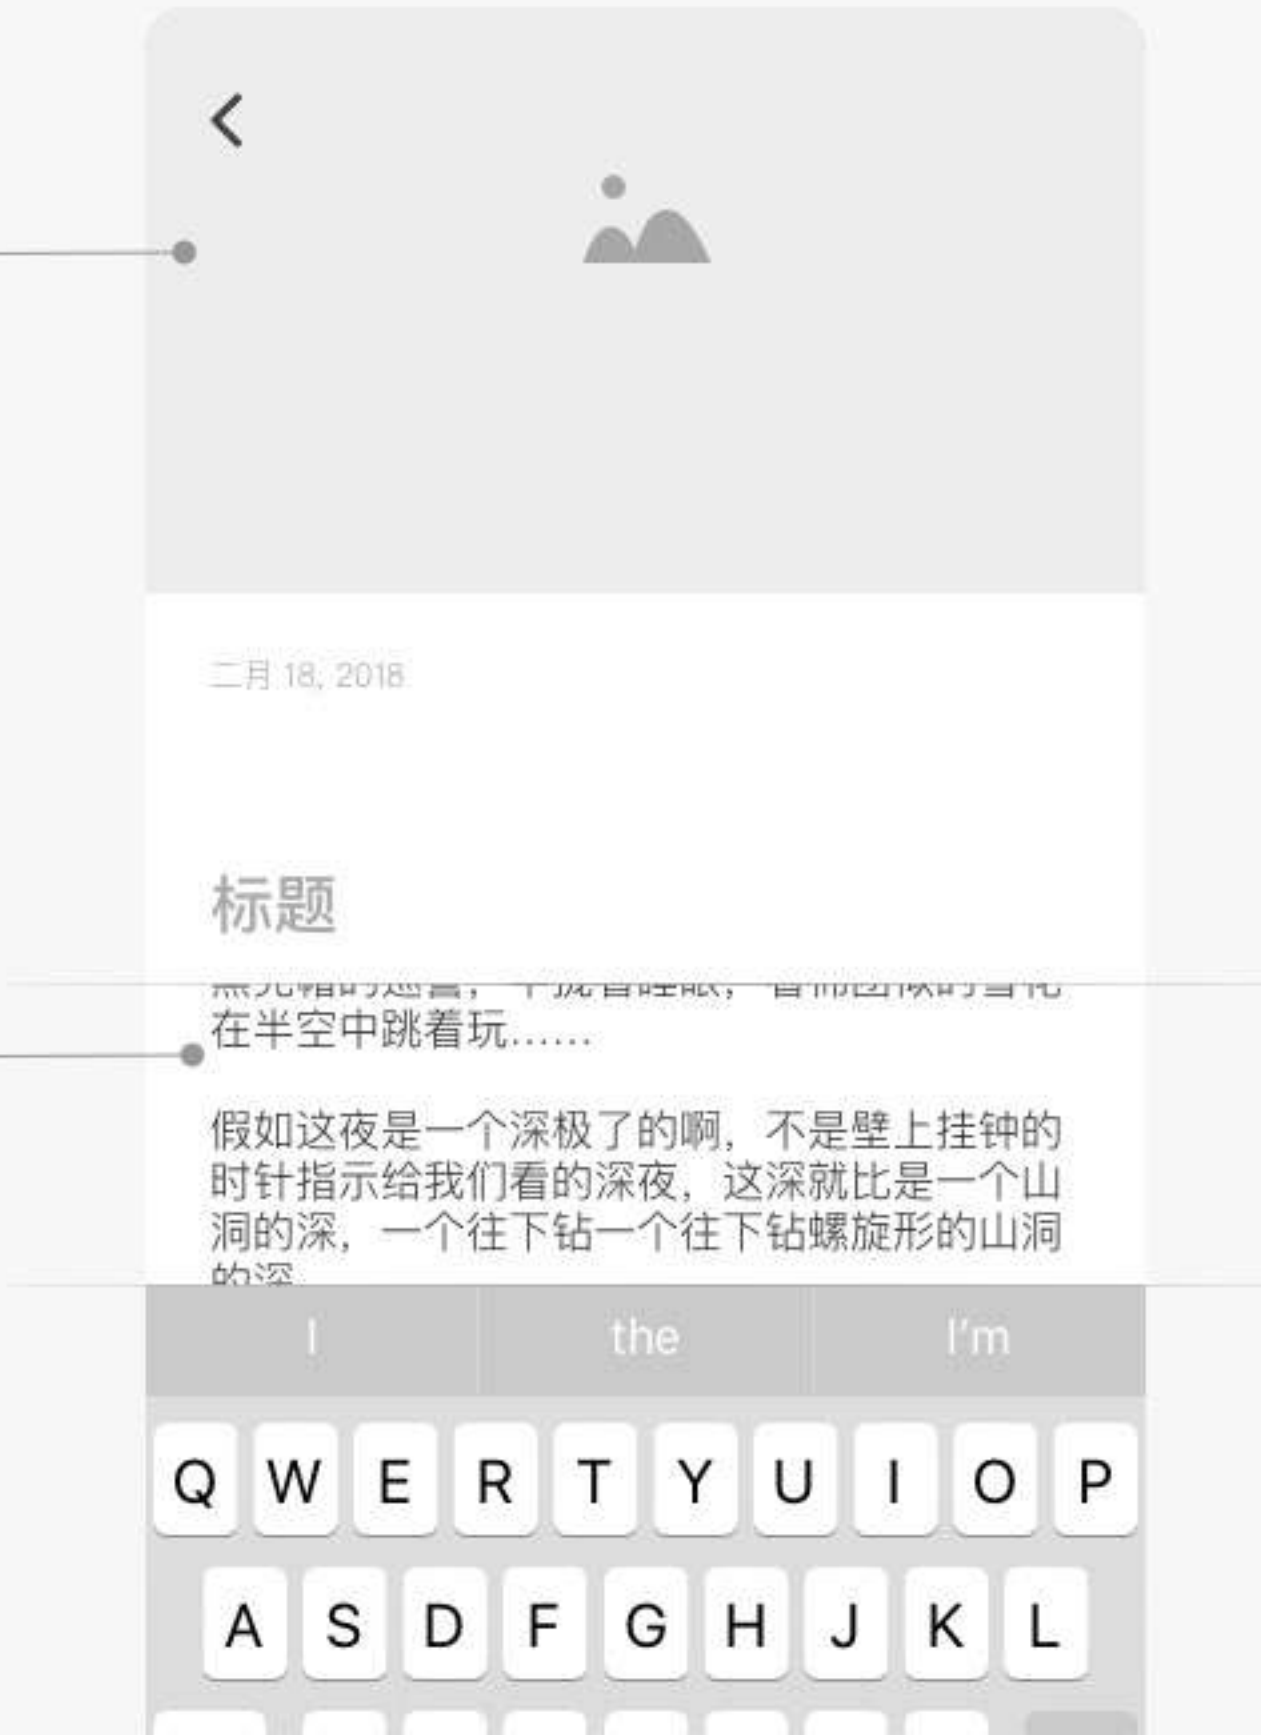 二月 18, 2018
标题
在半空中跳着玩……
假如这夜是一个深极了的啊，不是壁上挂钟的
时针指示给我们看的深夜，这深就比是一个山
洞的深，一个往下钻一个往下钻螺旋形的山洞
的深
I the I'm
Q W E R T Y U I O P
A S D F G H J K L